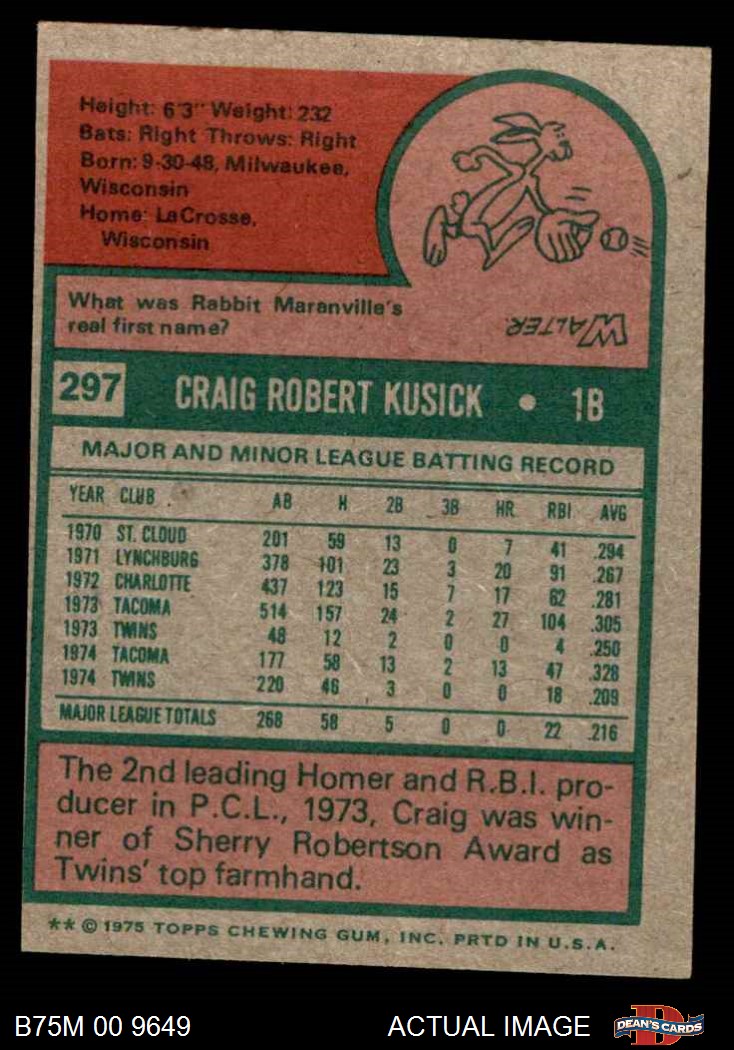 Height: 6'3" Weight: 232
Bats: Right Throws: Right
Born: 9-30-48, Milwaukee,
Wisconsin
Home: LaCrosse,
Wisconsin
What was Rabbit Maranville's
real first name?
WALTER.
297 CRAIG ROBERT KUSICK • 1B
MAJOR AND MINOR LEAGUE BATTING RECORD
YEAR CLUB AB H 2B 3B HR RBI AVG
1970 ST. CLOUD 201 59 13 0 7 41 .294
1971 LYNCHBURG 378 101 23 3 20 91 .267
1972 CHARLOTTE 437 123 15 7 17 62 .281
1973 TACOMA 514 157 24 2 27 104 .305
1973 TWINS 48 12 2 0 0 4 .250
1974 TACOMA 177 58 13 2 13 47 .328
1974 TWINS 220 46 3 0 0 18 .209
MAJOR LEAGUE TOTALS 268 58 5 0 0 22 .216
The 2nd leading Homer and R.B.I. pro-
ducer in P.C.L., 1973, Craig was win-
ner of Sherry Robertson Award as
Twins' top farmhand.
** © 1975 TOPPS CHEWING GUM, INC. PRTD IN U.S.A.
B75M 00 9649 ACTUAL IMAGE D DEAN'S CARDS